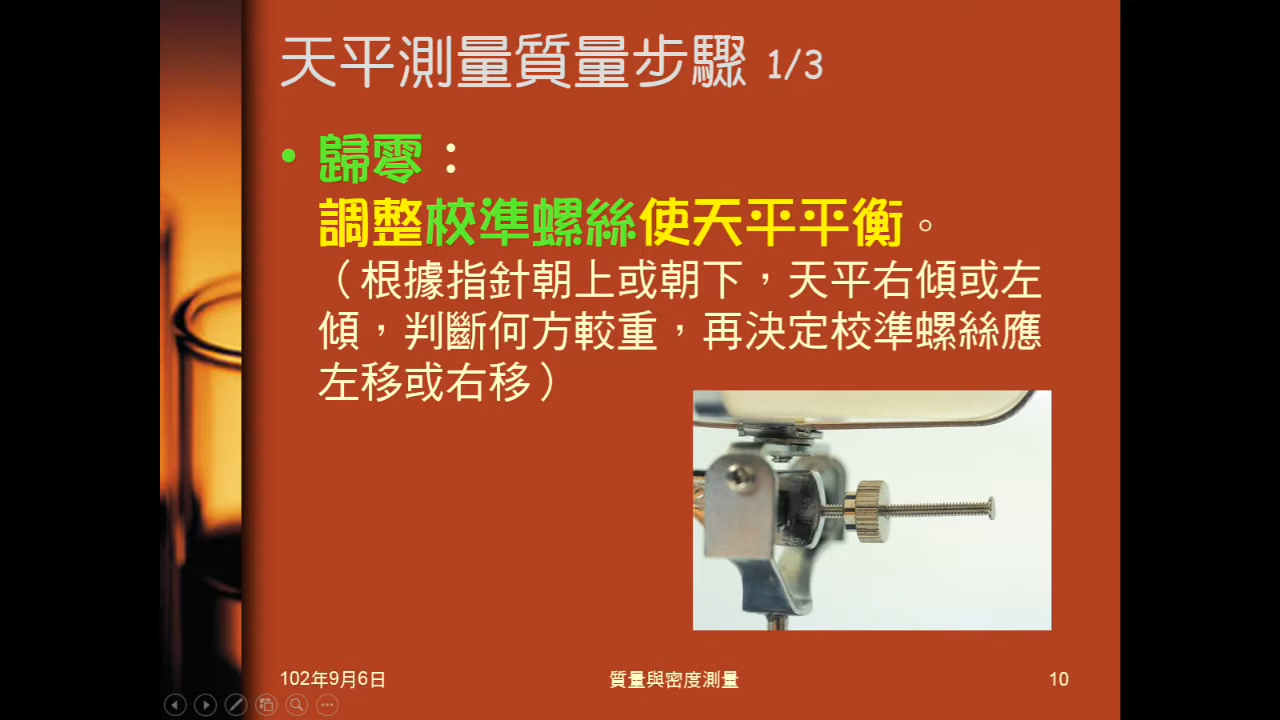 天平測量質量步驟 1/3
• 歸零：
調整校準螺絲使天平平衡。
（根據指針朝上或朝下，天平右傾或左
傾，判斷何方較重，再決定校準螺絲應
左移或右移）
102年9月6日
質量與密度測量
10